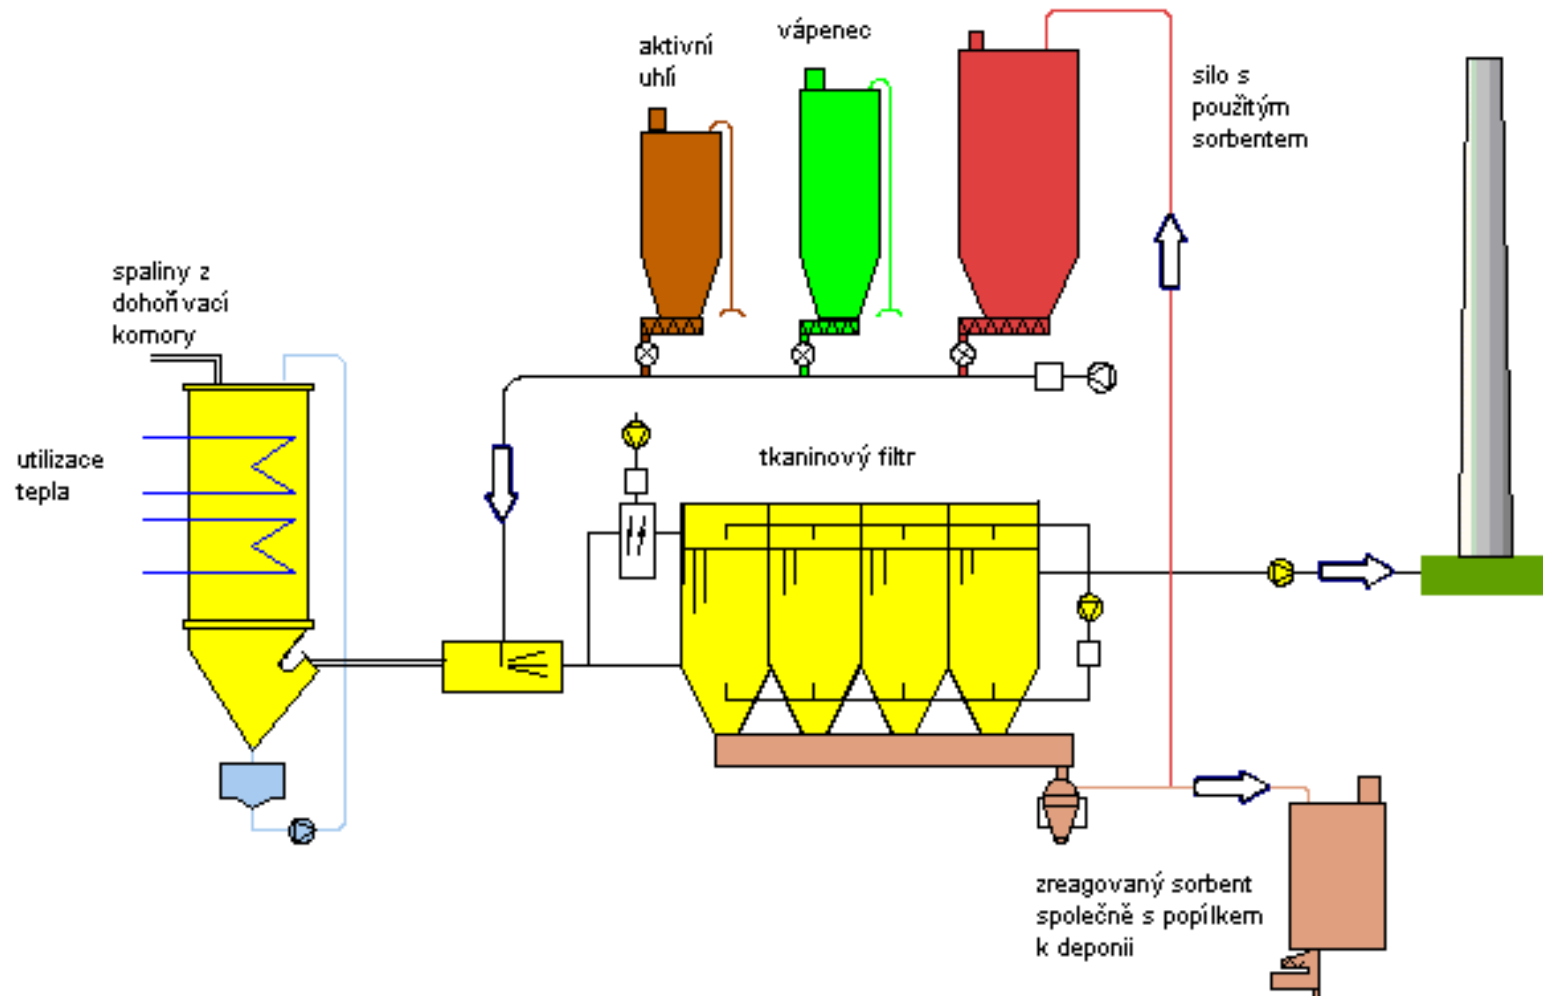 aktivní
uhlí
vápenec
silo s
použitým
sorbentem
spaliny z
dohořívací
komory
utilizace
tepla
tkaninový filtr
zreagovaný sorbent
společně s popílkem
k deponii